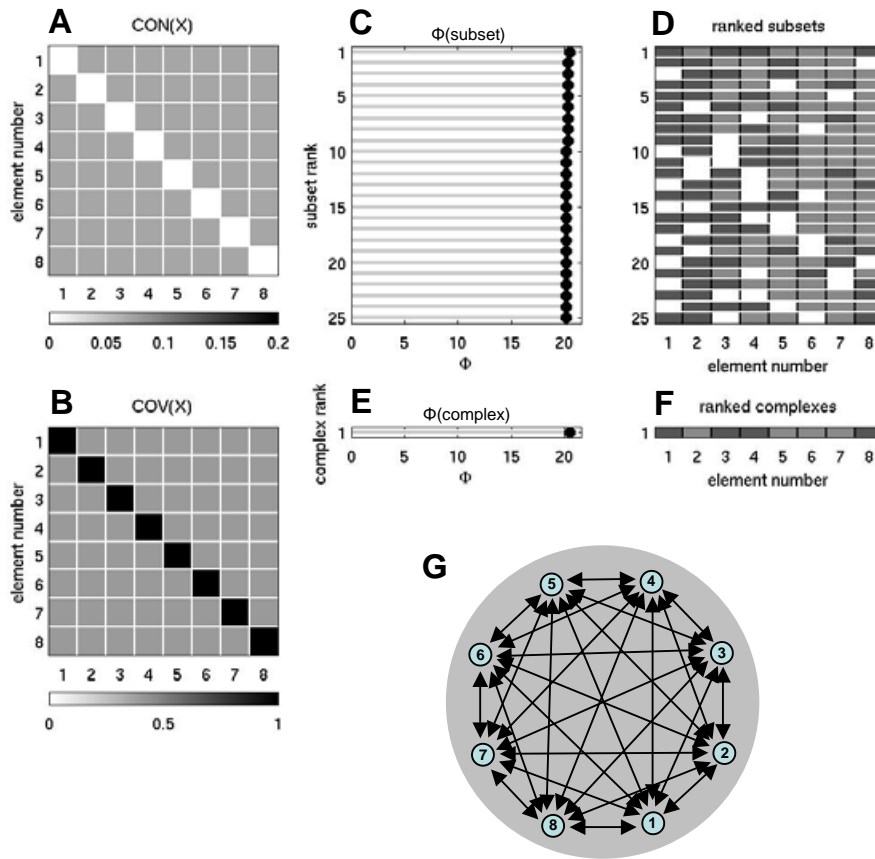 A
CON(X)
element number
1
2
3
4
5
6
7
8
1 2 3 4 5 6 7 8
0 0.05 0.1 0.15 0.2
B
COV(X)
element number
1
2
3
4
5
6
7
8
1 2 3 4 5 6 7 8
0 0.5 1
C
Φ(subset)
subset rank
1
5
10
15
20
25
0 5 10 15 20
Φ
D
ranked subsets
1
5
10
15
20
25
1 2 3 4 5 6 7 8
element number
E
Φ(complex)
complex rank
1
0 5 10 15 20
Φ
F
ranked complexes
1
1 2 3 4 5 6 7 8
element number
G
5
4
6
3
7
2
8
1